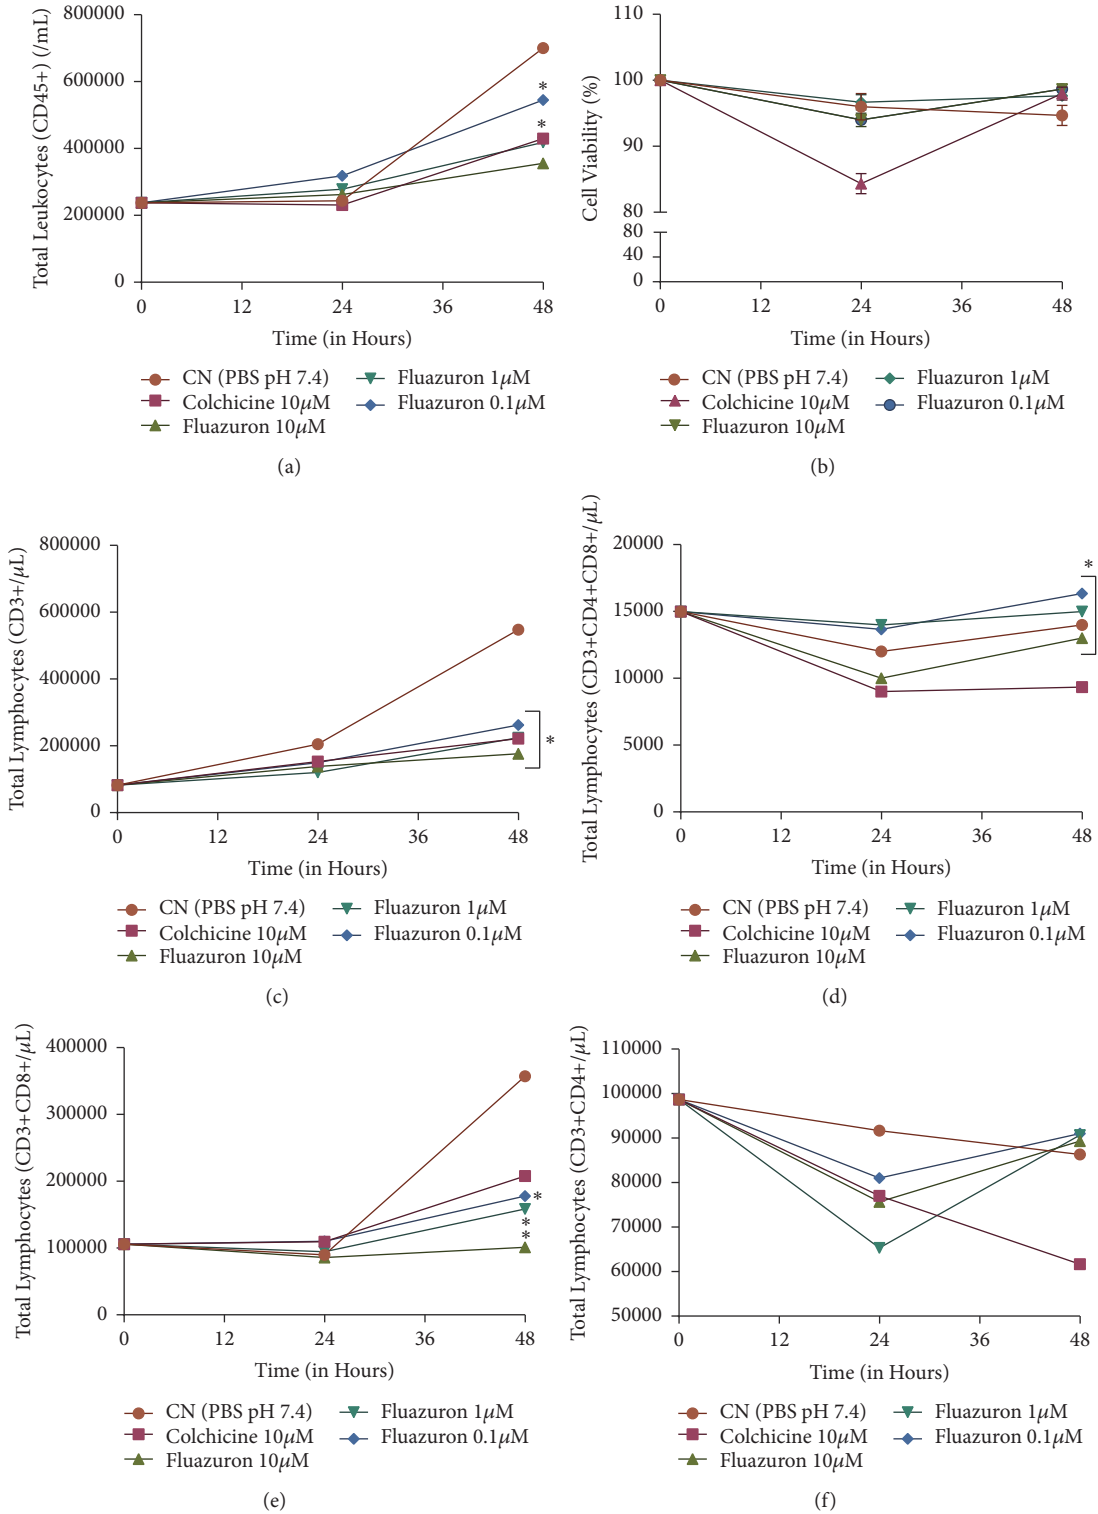 Total Leukocytes (CD45+) (/mL)
800000
600000
400000
200000
0
*
*
0 12 24 36 48
Time (in Hours)
CN (PBS pH 7.4)
Colchicine 10μM
Fluazuron 10μM
Fluazuron 1μM
Fluazuron 0.1μM
(a)
Cell Viability (%)
110
100
90
80
80
40
0
0 12 24 36 48
Time (in Hours)
CN (PBS pH 7.4)
Colchicine 10μM
Fluazuron 10μM
Fluazuron 1μM
Fluazuron 0.1μM
(b)
Total Lymphocytes (CD3+/μL)
800000
600000
400000
200000
0
*
0 12 24 36 48
Time (in Hours)
CN (PBS pH 7.4)
Colchicine 10μM
Fluazuron 10μM
Fluazuron 1μM
Fluazuron 0.1μM
(c)
Total Lymphocytes (CD3+CD4+CD8+/μL)
20000
15000
10000
5000
0
*
0 12 24 36 48
Time (in Hours)
CN (PBS pH 7.4)
Colchicine 10μM
Fluazuron 10μM
Fluazuron 1μM
Fluazuron 0.1μM
(d)
Total Lymphocytes (CD3+CD8+/μL)
400000
300000
200000
100000
0
*
*
*
0 12 24 36 48
Time (in Hours)
CN (PBS pH 7.4)
Colchicine 10μM
Fluazuron 10μM
Fluazuron 1μM
Fluazuron 0.1μM
(e)
Total Lymphocytes (CD3+CD4+/μL)
110000
100000
90000
80000
70000
60000
50000
0 12 24 36 48
Time (in Hours)
CN (PBS pH 7.4)
Colchicine 10μM
Fluazuron 10μM
Fluazuron 1μM
Fluazuron 0.1μM
(f)